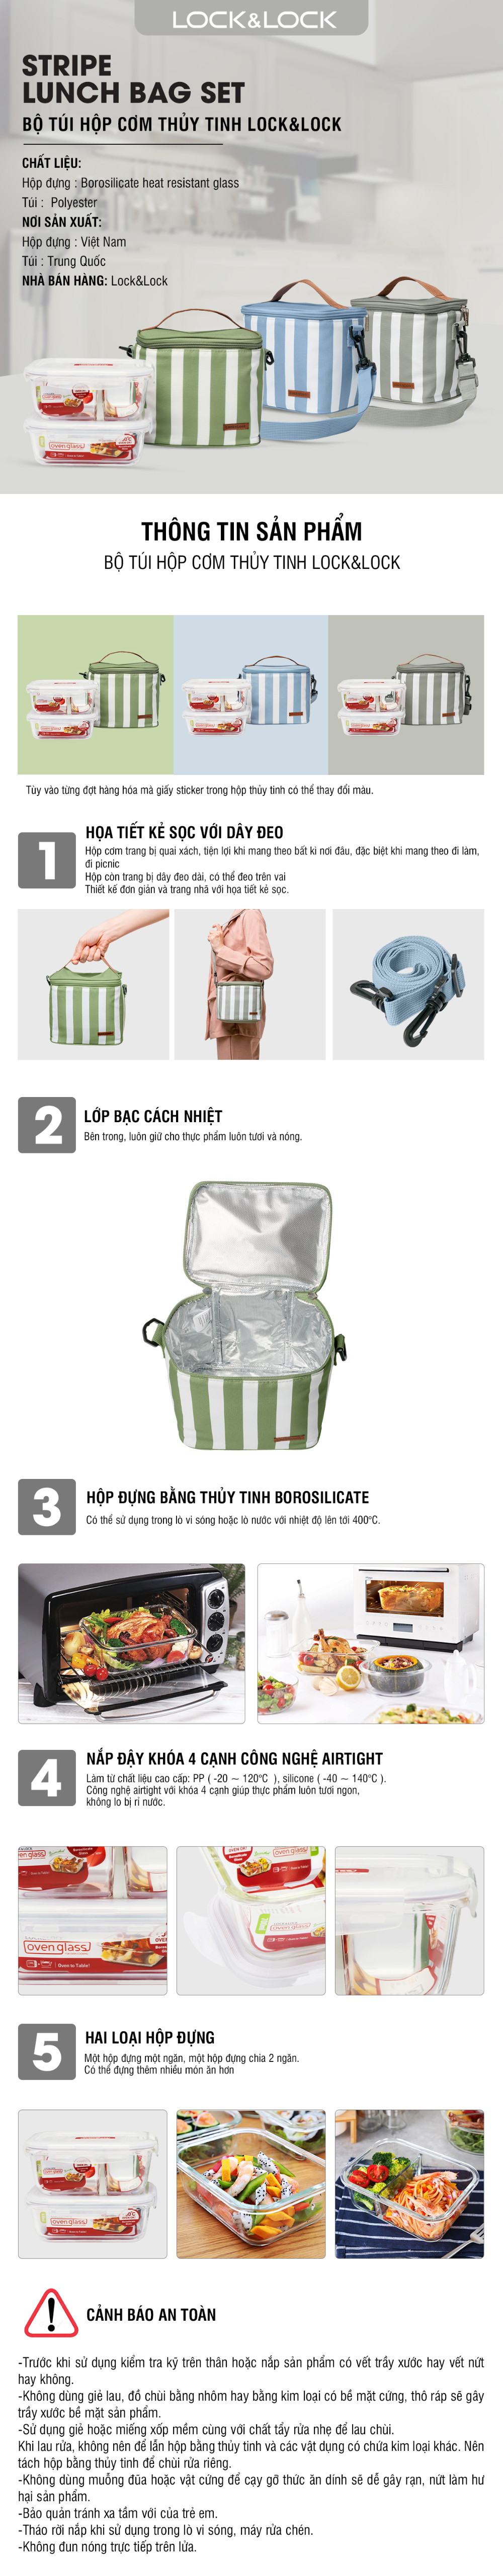 LOCK&LOCK
STRIPE
LUNCH BAG SET
BỘ TÚI HỘP CƠM THỦY TINH LOCK&LOCK
CHẤT LIỆU:
Hộp đựng : Borosilicate heat resistant glass
Túi : Polyester
NƠI SẢN XUẤT:
Hộp đựng : Việt Nam
Túi : Trung Quốc
NHÀ BÁN HÀNG: Lock&Lock
oven glass
THÔNG TIN SẢN PHẨM
BỘ TÚI HỘP CƠM THỦY TINH LOCK&LOCK
Tùy vào từng đợt hàng hóa mà giấy sticker trong hộp thủy tinh có thể thay đổi màu.
1
HỌA TIẾT KẺ SỌC VỚI DÂY ĐEO
Hộp cơm trang bị quai xách, tiện lợi khi mang theo bất kì nơi đâu, đặc biệt khi mang theo đi làm,
đi picnic
Hộp còn trang bị dây đeo dài, có thể đeo trên vai
Thiết kế đơn giản và trang nhã với họa tiết kẻ sọc.
2
LỚP BẠC CÁCH NHIỆT
Bên trong, luôn giữ cho thực phẩm luôn tươi và nóng.
3
HỘP ĐỰNG BẰNG THỦY TINH BOROSILICATE
Có thể sử dụng trong lò vi sóng hoặc lò nước với nhiệt độ lên tới 400°C.
4
NẮP ĐẬY KHÓA 4 CẠNH CÔNG NGHỆ AIRTIGHT
Làm từ chất liệu cao cấp: PP ( -20 ~ 120°C ), silicone ( -40 ~ 140°C ).
Công nghệ airtight với khóa 4 cạnh giúp thực phẩm luôn tươi ngon,
không lo bị rỉ nước.
oven glass
oven glass
Oven to Table!
5
HAI LOẠI HỘP ĐỰNG
Một hộp đựng một ngăn, một hộp đựng chia 2 ngăn.
Có thể đựng thêm nhiều món ăn hơn
oven glass
CẢNH BÁO AN TOÀN
-Trước khi sử dụng kiểm tra kỹ trên thân hoặc nắp sản phẩm có vết trầy xước hay vết nứt
hay không.
-Không dùng giẻ lau, đồ chùi bằng nhôm hay bằng kim loại có bề mặt cứng, thô ráp sẽ gây
trầy xước bề mặt sản phẩm.
-Sử dụng giẻ hoặc miếng xốp mềm cùng với chất tẩy rửa nhẹ để lau chùi.
Khi lau rửa, không nên để lẫn hộp bằng thủy tinh và các vật dụng có chứa kim loại khác. Nên
tách hộp bằng thủy tinh để chùi rửa riêng.
-Không dùng muỗng đũa hoặc vật cứng để cạy gỡ thức ăn dính sẽ dễ gây rạn, nứt làm hư
hại sản phẩm.
-Bảo quản tránh xa tầm với của trẻ em.
-Tháo rời nắp khi sử dụng trong lò vi sóng, máy rửa chén.
-Không đun nóng trực tiếp trên lửa.